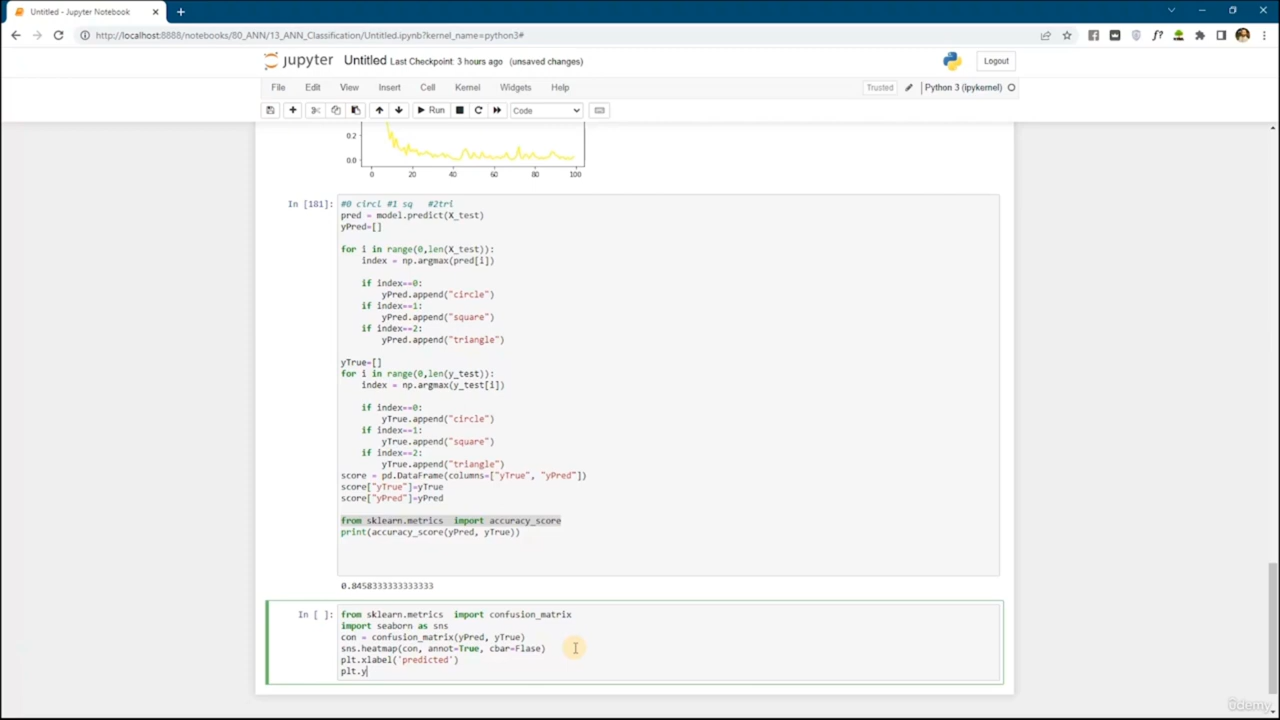 Untitled - Jupyter Notebook
http://localhost:8888/notebooks/80_ANN/13_ANN_Classification/Untitled.ipynb?kernel_name=python3#
jupyter Untitled Last Checkpoint: 3 hours ago (unsaved changes) Logout
File Edit View Insert Cell Kernel Widgets Help Trusted Python 3 (ipykernel)
Run Code
0.2
0.0
0 20 40 60 80 100
In [181]: #0 circl #1 sq #2tri
pred = model.predict(X_test)
yPred=[]
for i in range(0,len(X_test)):
index = np.argmax(pred[i])
if index==0:
yPred.append("circle")
if index==1:
yPred.append("square")
if index==2:
yPred.append("triangle")
yTrue=[]
for i in range(0,len(y_test)):
index = np.argmax(y_test[i])
if index==0:
yTrue.append("circle")
if index==1:
yTrue.append("square")
if index==2:
yTrue.append("triangle")
score = pd.DataFrame(columns=["yTrue", "yPred"])
score["yTrue"]=yTrue
score["yPred"]=yPred
from sklearn.metrics import accuracy_score
print(accuracy_score(yPred, yTrue))
0.8458333333333333
In [ ]: from sklearn.metrics import confusion_matrix
import seaborn as sns
con = confusion_matrix(yPred, yTrue)
sns.heatmap(con, annot=True, cbar=Flase)
plt.xlabel('predicted')
plt.y
ûdemy